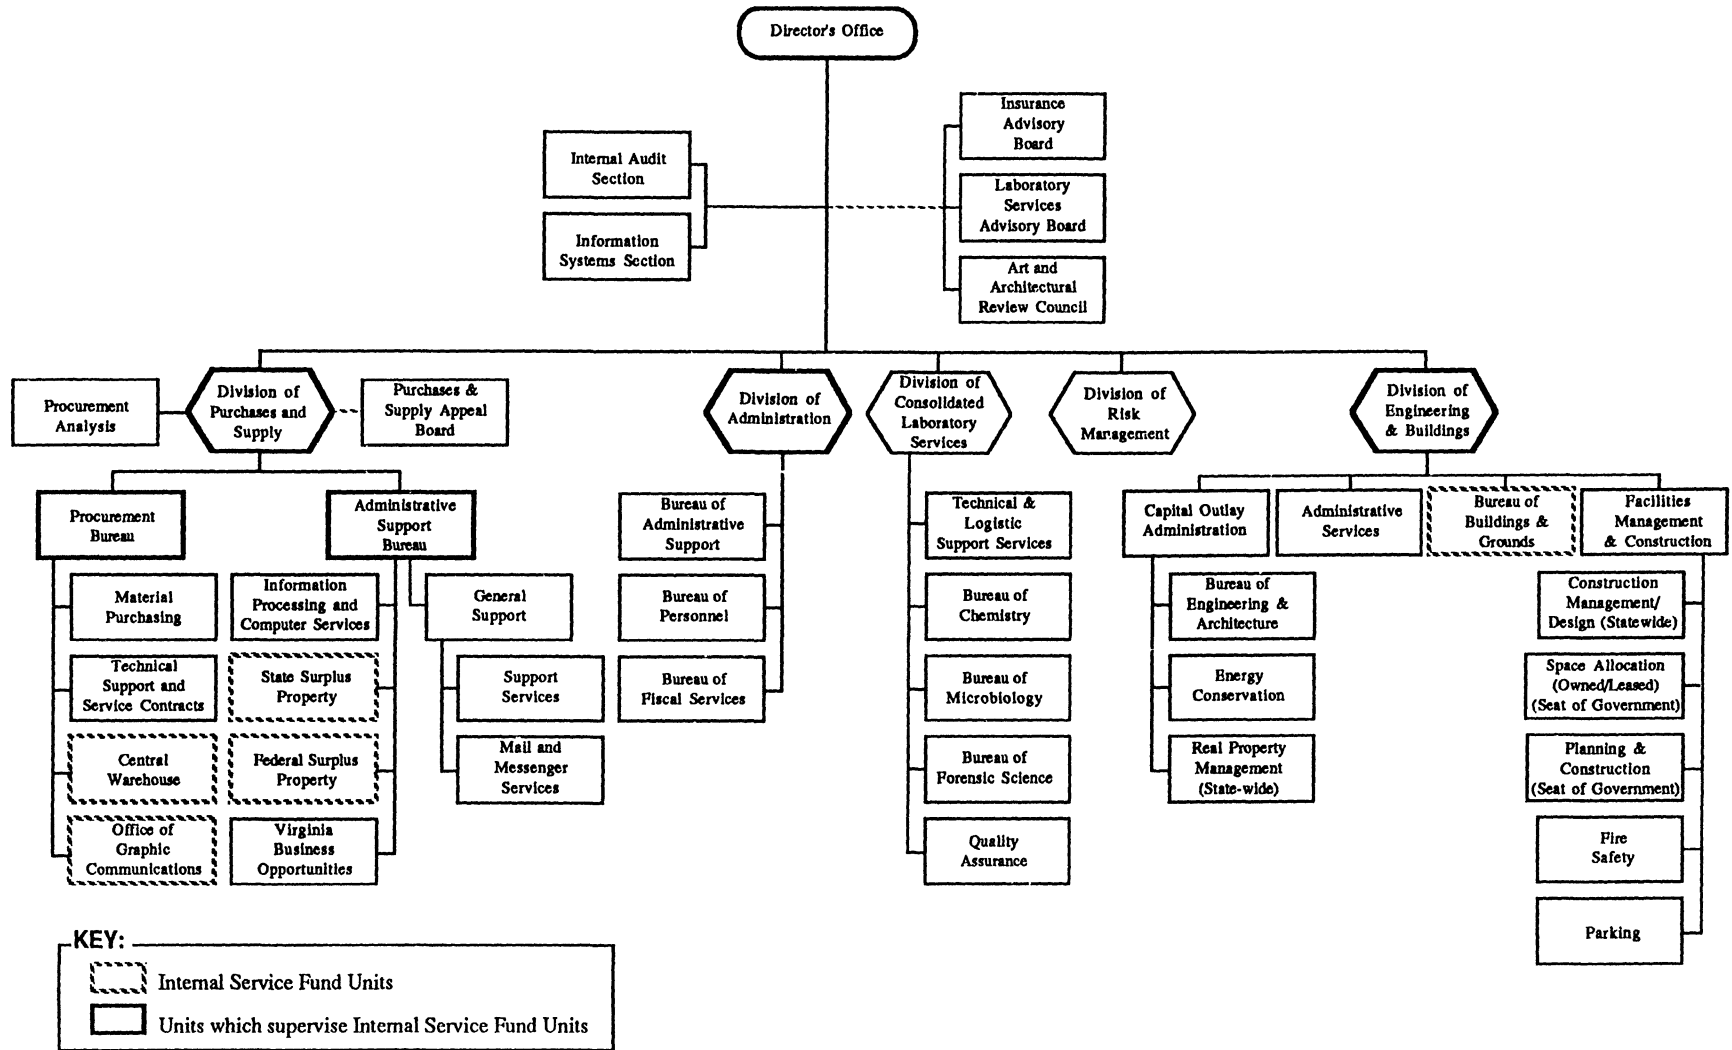 Director's Office
Insurance
Advisory
Board
Internal Audit
Section
Laboratory
Services
Advisory Board
Information
Systems Section
Art and
Architectural
Review Council
Procurement
Analysis
Division of
Purchases and
Supply
Purchases &
Supply Appeal
Board
Division of
Administration
Division of
Consolidated
Laboratory
Services
Division of
Risk
Management
Division of
Engineering
& Buildings
Procurement
Bureau
Administrative
Support
Bureau
Material
Purchasing
Technical
Support and
Service Contracts
Central
Warehouse
Office of
Graphic
Communications
Information
Processing and
Computer Services
State Surplus
Property
Federal Surplus
Property
Virginia
Business
Opportunities
General
Support
Support
Services
Mail and
Messenger
Services
Bureau of
Administrative
Support
Bureau of
Personnel
Bureau of
Fiscal Services
Technical &
Logistic
Support Services
Bureau of
Chemistry
Bureau of
Microbiology
Bureau of
Forensic Science
Quality
Assurance
Capital Outlay
Administration
Administrative
Services
Bureau of
Buildings &
Grounds
Facilities
Management
& Construction
Bureau of
Engineering &
Architecture
Energy
Conservation
Real Property
Management
(State-wide)
Construction
Management/
Design (Statewide)
Space Allocation
(Owned/Leased)
(Seat of Government)
Planning &
Construction
(Seat of Government)
Fire
Safety
Parking
KEY:
Internal Service Fund Units
Units which supervise Internal Service Fund Units